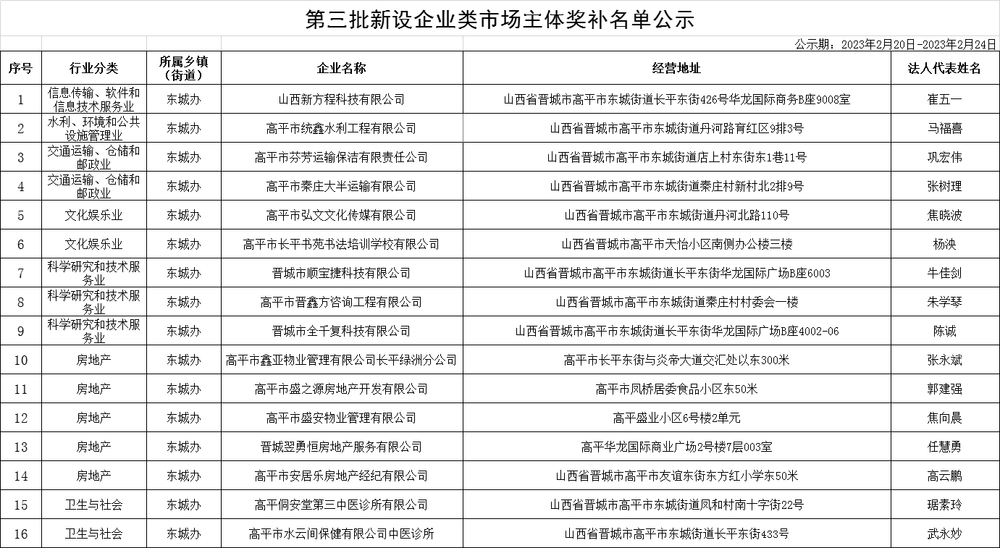 第三批新设企业类市场主体奖补名单公示
公示期：2023年2月20日-2023年2月24日
序号 行业分类 所属乡镇（街道） 企业名称 经营地址 法人代表姓名
1 信息传输、软件和信息技术服务业 东城办 山西新方程科技有限公司 山西省晋城市高平市东城街道长平东街426号华龙国际商务B座9008室 崔五一
2 水利、环境和公共设施管理业 东城办 高平市统鑫水利工程有限公司 山西省晋城市高平市东城街道丹河路育红区9排3号 马福喜
3 交通运输、仓储和邮政业 东城办 高平市芬芳运输保洁有限责任公司 山西省晋城市高平市东城街道店上村东街东1巷11号 巩宏伟
4 交通运输、仓储和邮政业 东城办 高平市秦庄大半运输有限公司 山西省晋城市高平市东城街道秦庄村新村北2排9号 张树理
5 文化娱乐业 东城办 高平市弘文文化传媒有限公司 山西省晋城市高平市东城街道丹河北路110号 焦晓波
6 文化娱乐业 东城办 高平市长平书苑书法培训学校有限公司 山西省晋城市高平市天怡小区南侧办公楼三楼 杨泱
7 科学研究和技术服务业 东城办 晋城市顺宝捷科技有限公司 山西省晋城市高平市东城街道长平东街华龙国际广场B座6003 牛佳剑
8 科学研究和技术服务业 东城办 高平市晋鑫方咨询工程有限公司 山西省晋城市高平市东城街道秦庄村村委会一楼 朱学琴
9 科学研究和技术服务业 东城办 晋城市全千复科技有限公司 山西省晋城市高平市东城街道长平东街华龙国际广场B座4002-06 陈诚
10 房地产 东城办 高平市鑫亚物业管理有限公司长平绿洲分公司 高平市长平东街与炎帝大道交汇处以东300米 张永斌
11 房地产 东城办 高平市盛之源房地产开发有限公司 高平市凤桥居委食品小区东50米 郭建强
12 房地产 东城办 高平市盛安物业管理有限公司 高平盛业小区6号楼2单元 焦向晨
13 房地产 东城办 晋城翌勇恒房地产服务有限公司 高平华龙国际商业广场2号楼7层003室 任慧勇
14 房地产 东城办 高平市安居乐房地产经纪有限公司 山西省晋城市高平市友谊东街东方红小学东50米 高云鹏
15 卫生与社会 东城办 高平侗安堂第三中医诊所有限公司 山西省晋城市高平市东城街道凤和村南十字街22号 琚素玲
16 卫生与社会 东城办 高平市水云间保健有限公司中医诊所 山西省晋城市高平市东城街道长平东街433号 武永妙